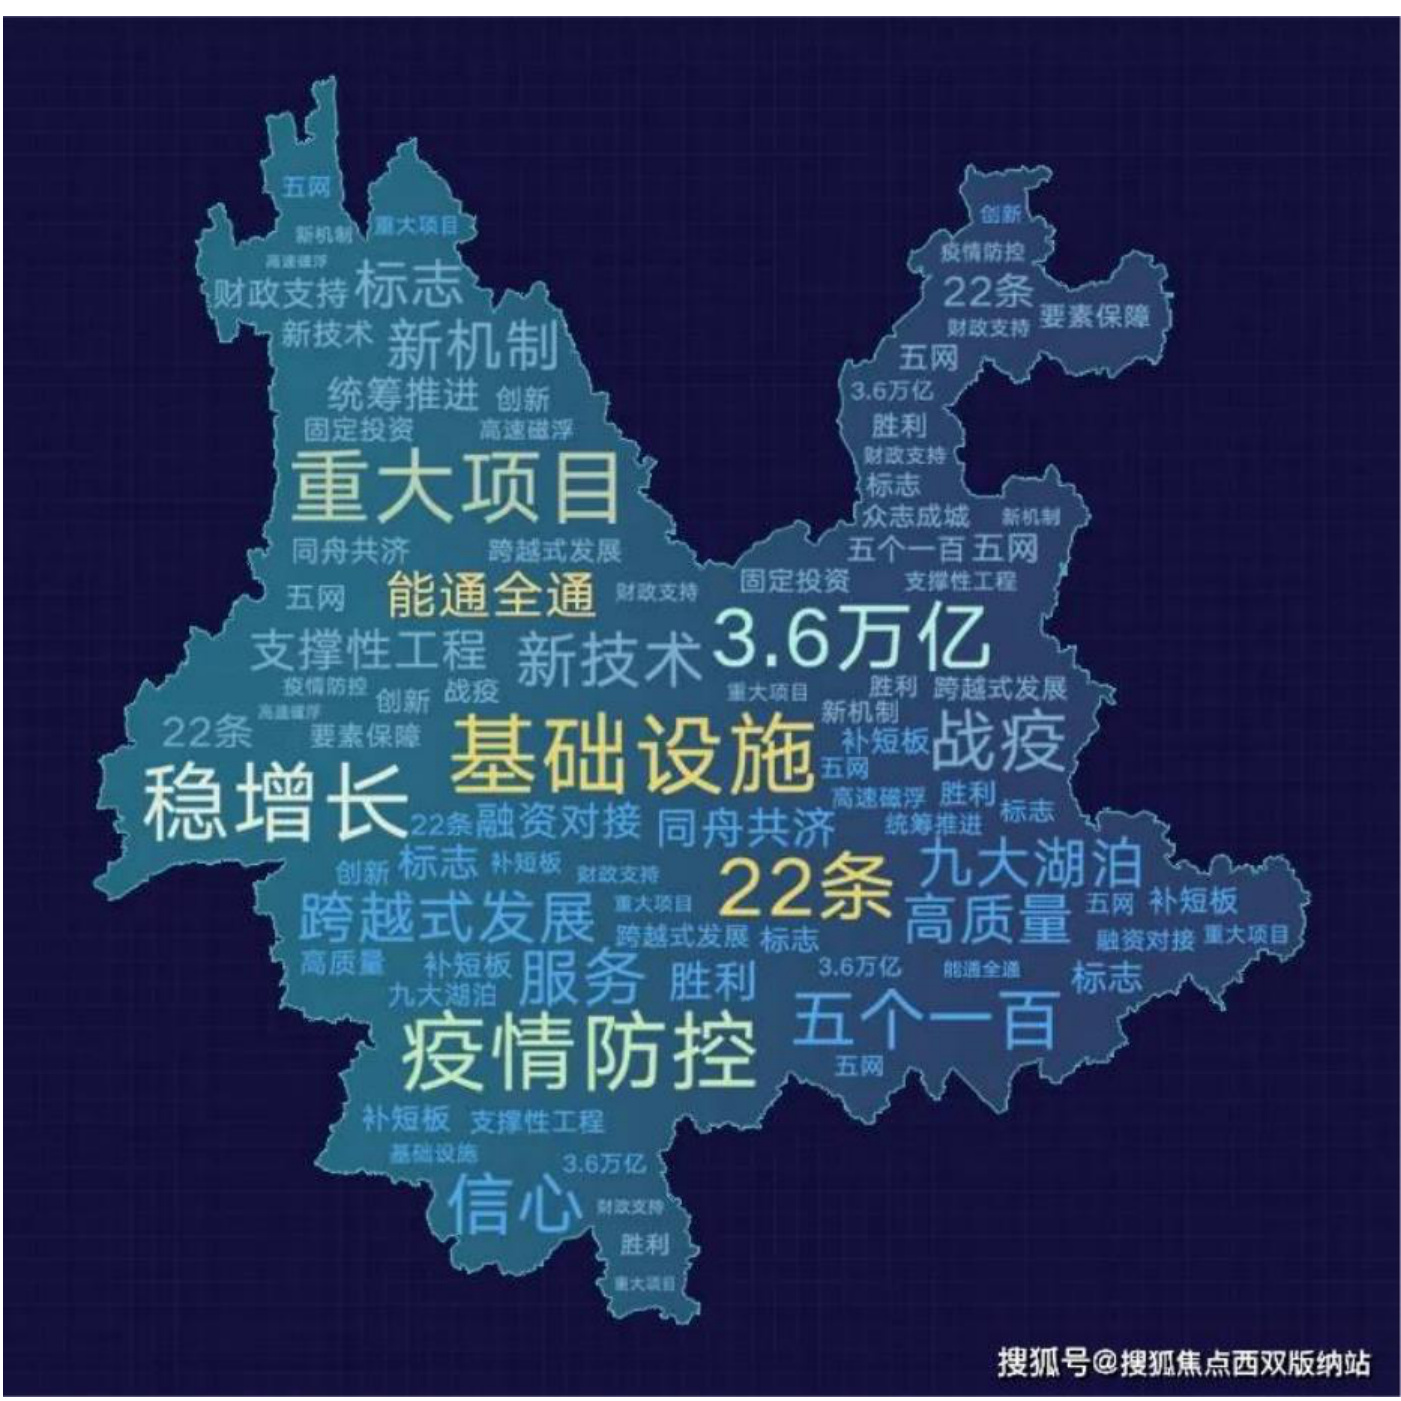 五网
重大项目
新机制
高速磁浮
财政支持 标志
新技术 新机制
统筹推进 创新
固定投资 高速磁浮
重大项目
同舟共济 跨越式发展
五网 能通全通 财政支持
创新
疫情防控
22条 要素保障
财政支持
五网
3.6万亿
胜利
财政支持
标志
众志成城 新机制
五个一百 五网
固定投资 支撑性工程
支撑性工程 新技术 3.6万亿
疫情防控 创新 战疫 重大项目 胜利 跨越式发展
高速磁浮 新机制
22条 要素保障 基础设施 补短板 战疫
五网
稳增长 高速磁浮 胜利 标志
22条 融资对接 同舟共济 统筹推进
创新 标志 补短板 财政支持 22条 九大湖泊
跨越式发展 重大项目 高质量 五网 补短板
跨越式发展 标志 融资对接 重大项目
高质量 补短板 服务 胜利 3.6万亿 能通全通 标志
九大湖泊 五个一百
疫情防控 五网
补短板 支撑性工程
基础设施 3.6万亿
信心 财政支持
胜利
重大项目
搜狐号@搜狐焦点西双版纳站